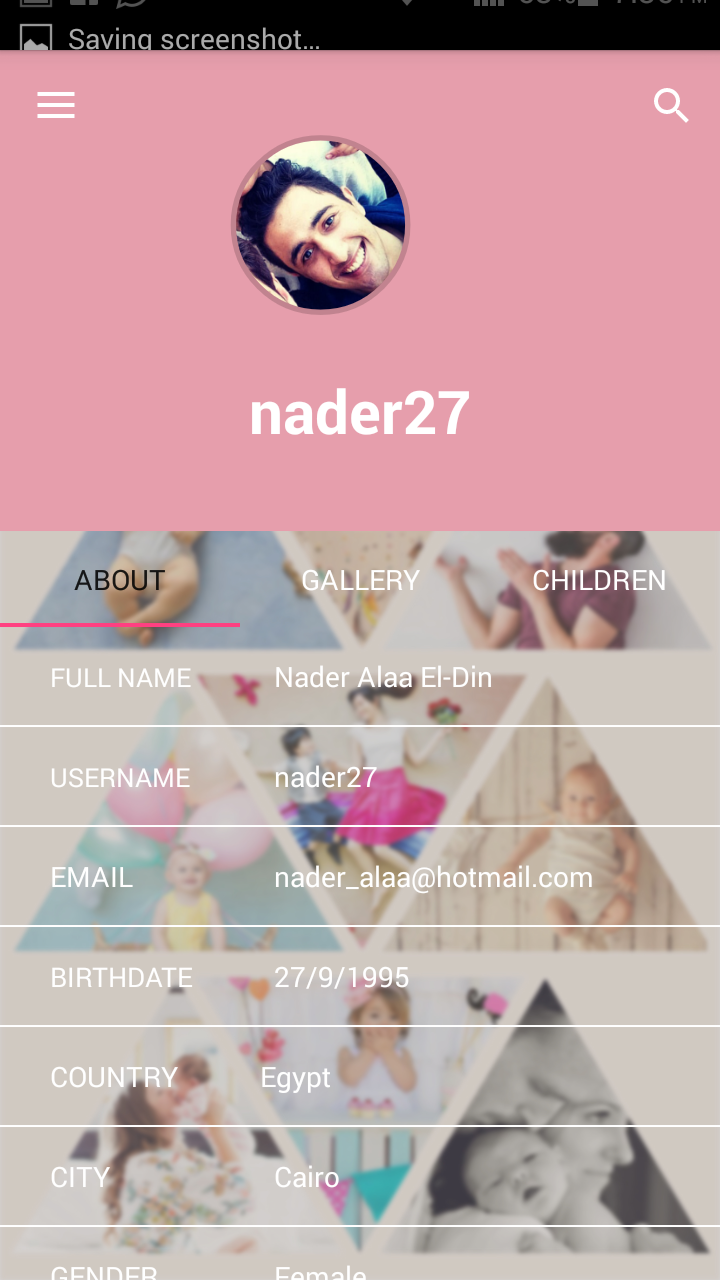 Saving screenshot...
nader27
ABOUT GALLERY CHILDREN
FULL NAME Nader Alaa El-Din
USERNAME nader27
EMAIL nader_alaa@hotmail.com
BIRTHDATE 27/9/1995
COUNTRY Egypt
CITY Cairo
GENDER Female